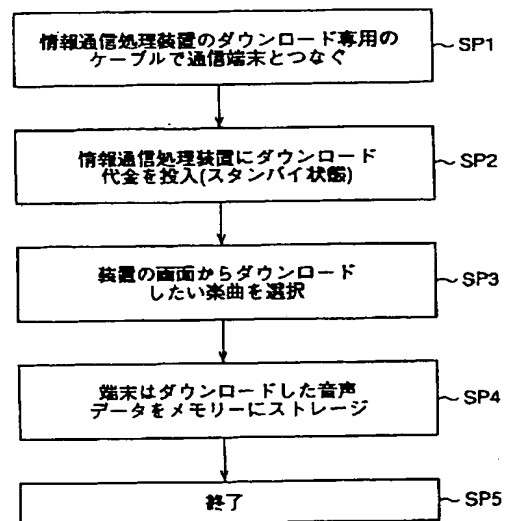 情報通信処理装置のダウンロード専用の
ケーブルで通信端末とつなぐ
SP1
情報通信処理装置にダウンロード
代金を投入(スタンバイ状態)
SP2
装置の画面からダウンロード
したい楽曲を選択
SP3
端末はダウンロードした音声
データをメモリーにストレージ
SP4
終了
SP5